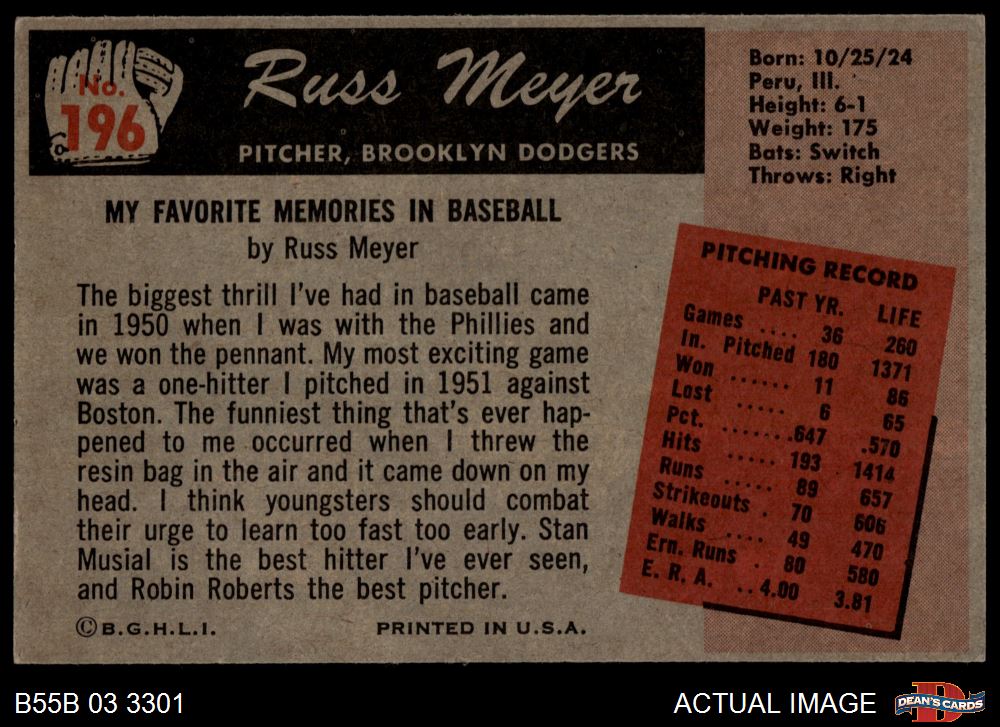 No.
196
Russ Meyer
PITCHER, BROOKLYN DODGERS
Born: 10/25/24
Peru, Ill.
Height: 6-1
Weight: 175
Bats: Switch
Throws: Right
MY FAVORITE MEMORIES IN BASEBALL
by Russ Meyer
The biggest thrill I've had in baseball came
in 1950 when I was with the Phillies and
we won the pennant. My most exciting game
was a one-hitter I pitched in 1951 against
Boston. The funniest thing that's ever hap-
pened to me occurred when I threw the
resin bag in the air and it came down on my
head. I think youngsters should combat
their urge to learn too fast too early. Stan
Musial is the best hitter I've ever seen,
and Robin Roberts the best pitcher.
©B.G.H.L.I. PRINTED IN U.S.A.
PITCHING RECORD
PAST YR. LIFE
Games .... 36 260
In. Pitched 180 1371
Won ...... 11 86
Lost ..... 6 65
Pct. .......647 .570
Hits ..... 193 1414
Runs ..... 89 657
Strikeouts . 70 606
Walks .... 49 470
Ern. Runs . 80 580
E. R. A. ..4.00 3.81
B55B 03 3301
ACTUAL IMAGE
D
DEAN'S CARDS